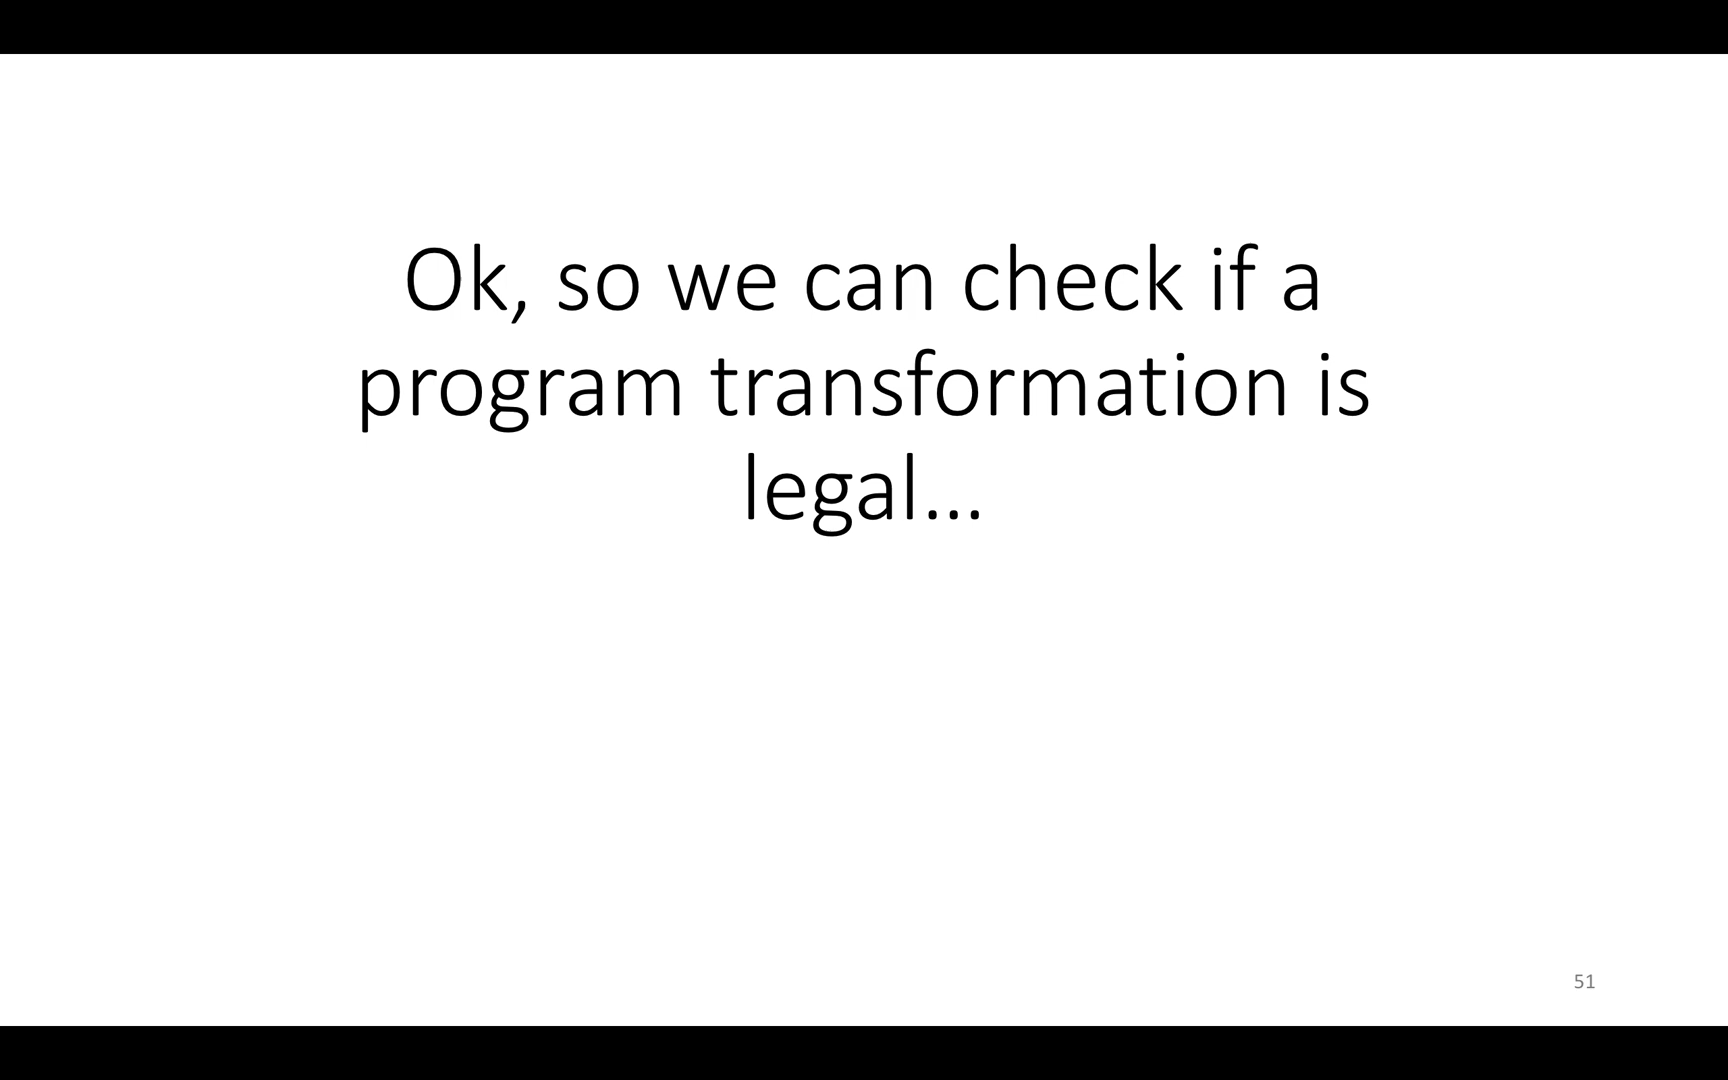 Ok, so we can check if a
program transformation is
legal…
51